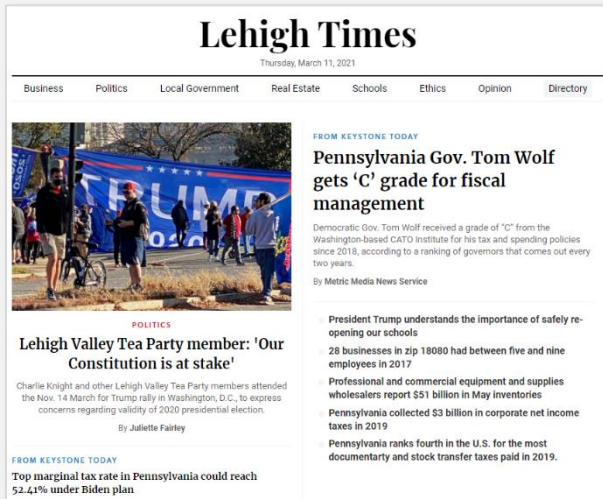 Lehigh Times
Thursday, March 11, 2021
Business Politics Local Government Real Estate Schools Ethics Opinion Directory
TRUMP
2020
2020
POLITICS
Lehigh Valley Tea Party member: 'Our
Constitution is at stake'
Charlie Knight and other Lehigh Valley Tea Party members attended
the Nov. 14 March for Trump rally in Washington, D.C., to express
concerns regarding validity of 2020 presidential election.
By Juliette Fairley
FROM KEYSTONE TODAY
Top marginal tax rate in Pennsylvania could reach
52.41% under Biden plan
FROM KEYSTONE TODAY
Pennsylvania Gov. Tom Wolf
gets ‘C’ grade for fiscal
management
Democratic Gov. Tom Wolf received a grade of “C” from the
Washington-based CATO Institute for his tax and spending policies
since 2018, according to a ranking of governors that comes out every
two years.
By Metric Media News Service
President Trump understands the importance of safely re-
opening our schools
28 businesses in zip 18080 had between five and nine
employees in 2017
Professional and commercial equipment and supplies
wholesalers report $51 billion in May inventories
Pennsylvania collected $3 billion in corporate net income
taxes in 2019
Pennsylvania ranks fourth in the U.S. for the most
documentarty and stock transfer taxes paid in 2019.